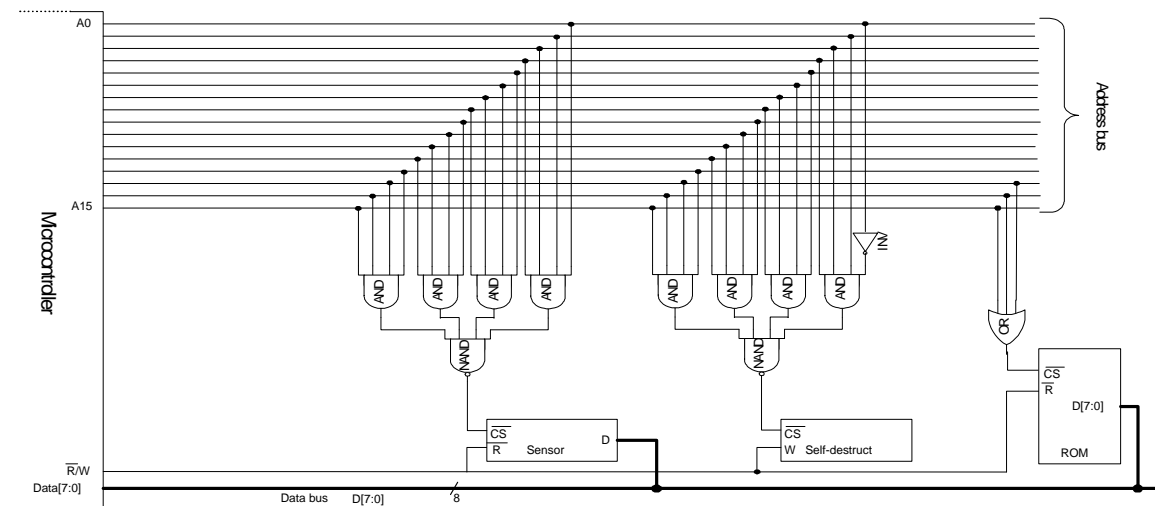 A0
A15
Microcontroller
Address bus
INV
AND
AND
AND
AND
AND
AND
AND
AND
NAND
NAND
OR
CS
R
Sensor
D
CS
W
Self-destruct
CS
R
D[7:0]
ROM
R/W
Data[7:0]
Data bus D[7:0]
8